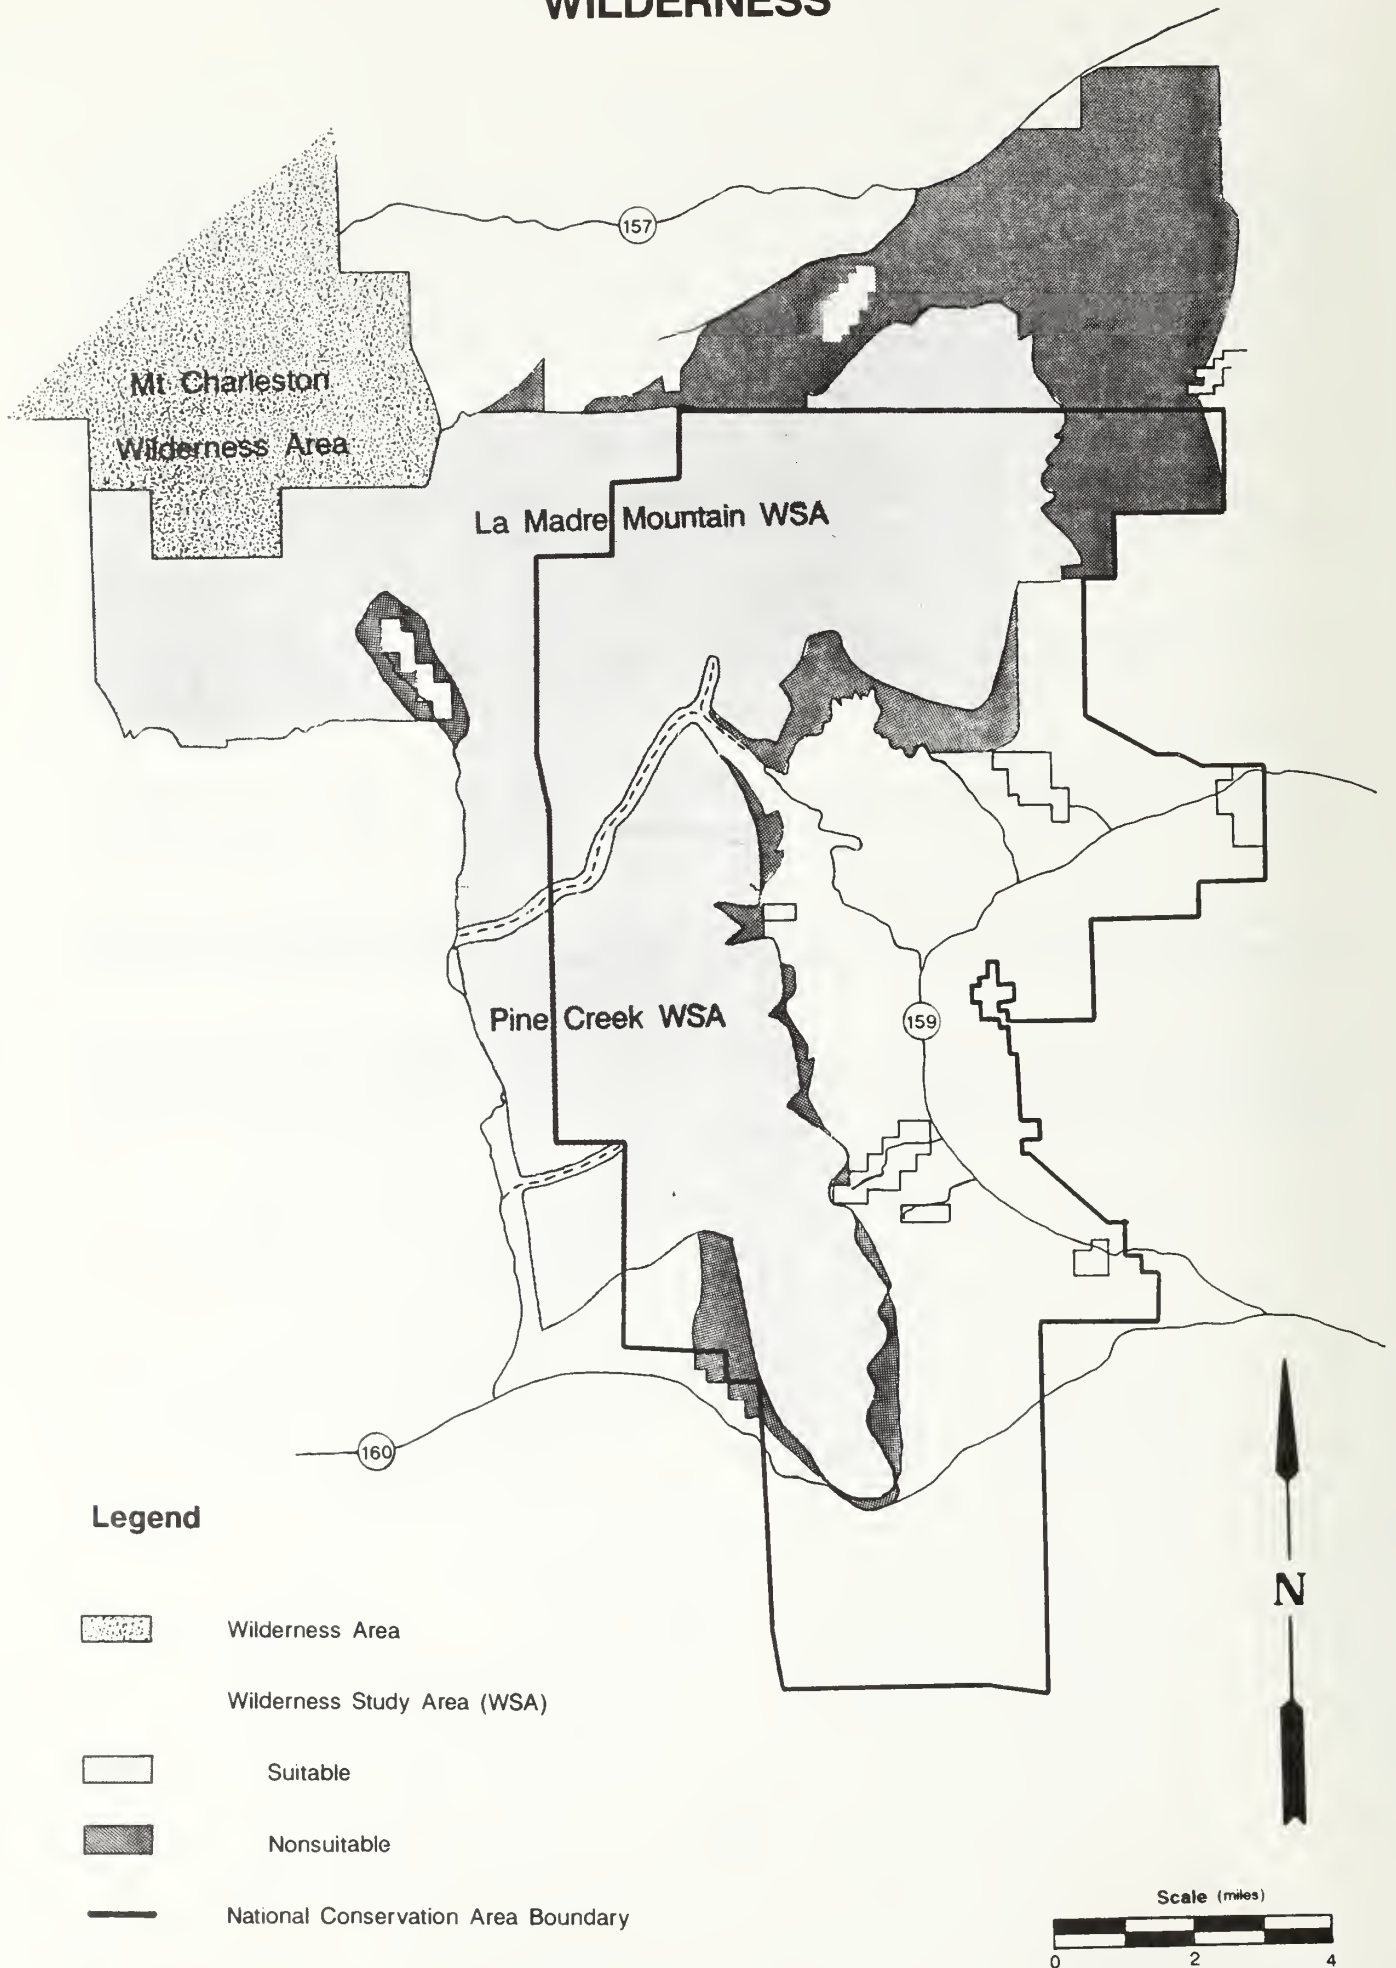 WILDERNESS
157
Mt. Charleston
Wilderness Area
La Madre Mountain WSA
Pine Creek WSA
159
160
Legend
Wilderness Area
Wilderness Study Area (WSA)
Suitable
Nonsuitable
National Conservation Area Boundary
N
Scale (miles)
0 2 4